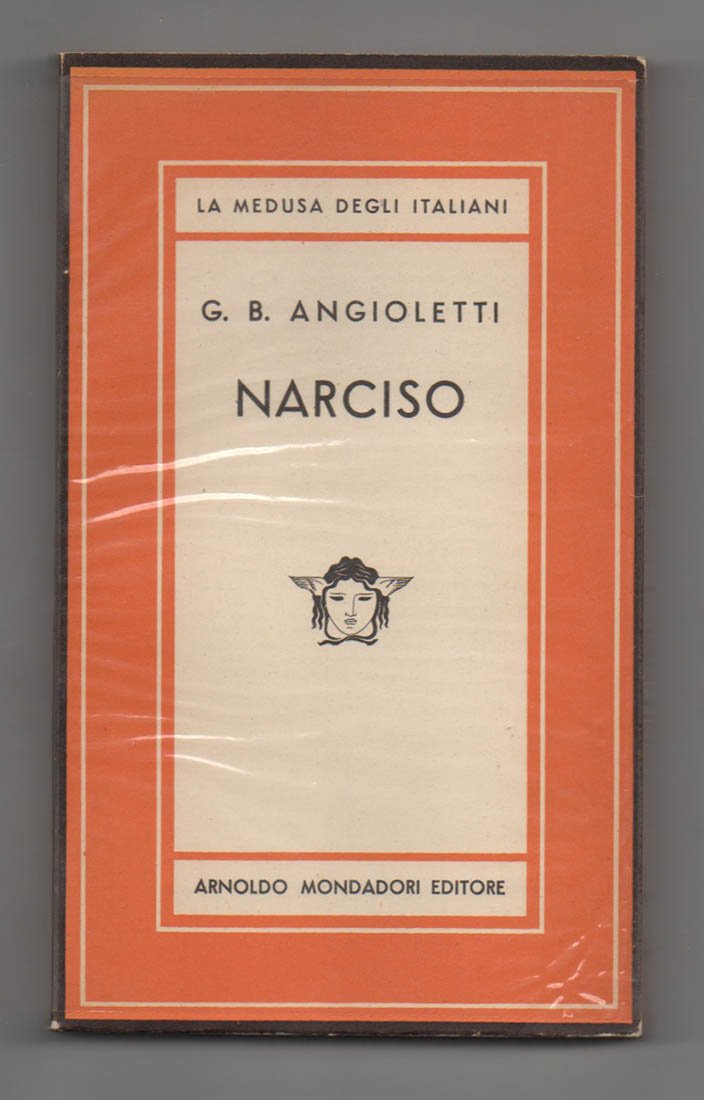 LA MEDUSA DEGLI ITALIANI
G. B. ANGIOLETTI
NARCISO
ARNOLDO MONDADORI EDITORE